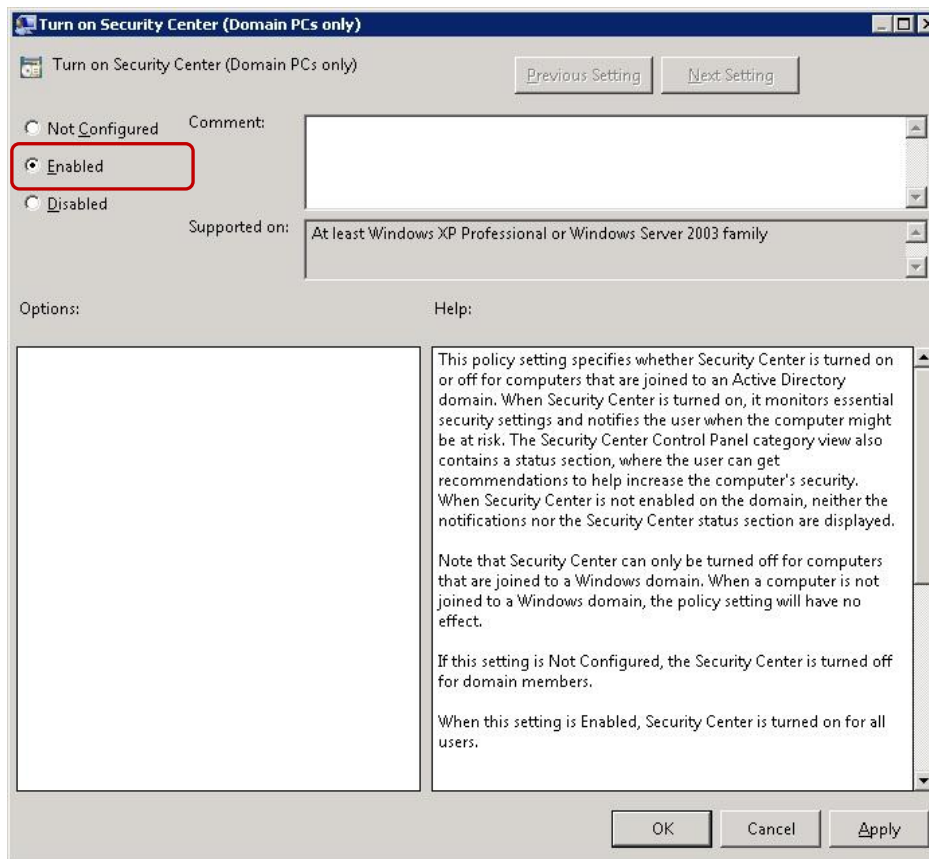 Turn on Security Center (Domain PCs only)
Turn on Security Center (Domain PCs only)
Previous Setting
Next Setting
Not Configured
Comment:
Enabled
Disabled
Supported on:
At least Windows XP Professional or Windows Server 2003 family
Options:
Help:
This policy setting specifies whether Security Center is turned on
or off for computers that are joined to an Active Directory
domain. When Security Center is turned on, it monitors essential
security settings and notifies the user when the computer might
be at risk. The Security Center Control Panel category view also
contains a status section, where the user can get
recommendations to help increase the computer's security.
When Security Center is not enabled on the domain, neither the
notifications nor the Security Center status section are displayed.
Note that Security Center can only be turned off for computers
that are joined to a Windows domain. When a computer is not
joined to a Windows domain, the policy setting will have no
effect.
If this setting is Not Configured, the Security Center is turned off
for domain members.
When this setting is Enabled, Security Center is turned on for all
users.
OK
Cancel
Apply